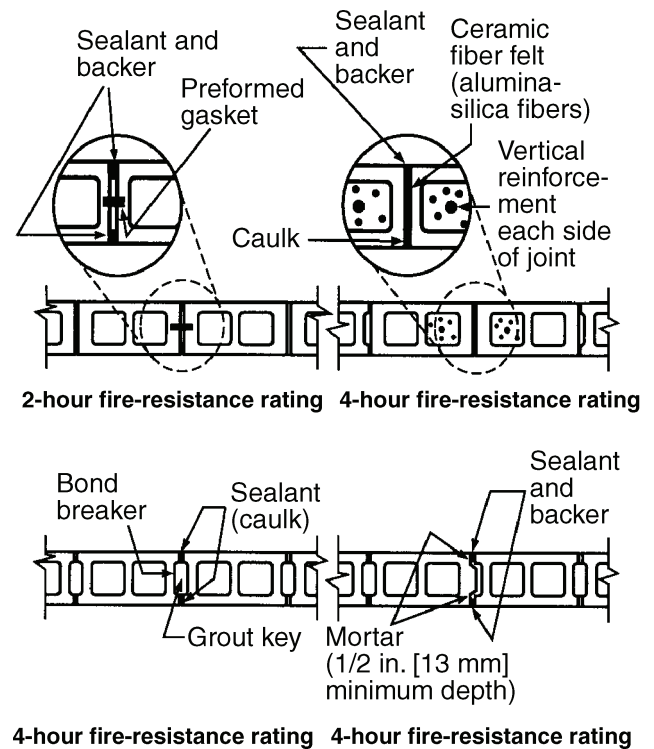 Sealant and
backer
Preformed
gasket
2-hour fire-resistance rating
Sealant
and
backer
Ceramic
fiber felt
(alumina-
silica fibers)
Vertical
reinforce-
ment
each side
of joint
Caulk
4-hour fire-resistance rating
Bond
breaker
Sealant
(caulk)
Grout key
4-hour fire-resistance rating
Sealant
and
backer
Mortar
(1/2 in. [13 mm]
minimum depth)
4-hour fire-resistance rating